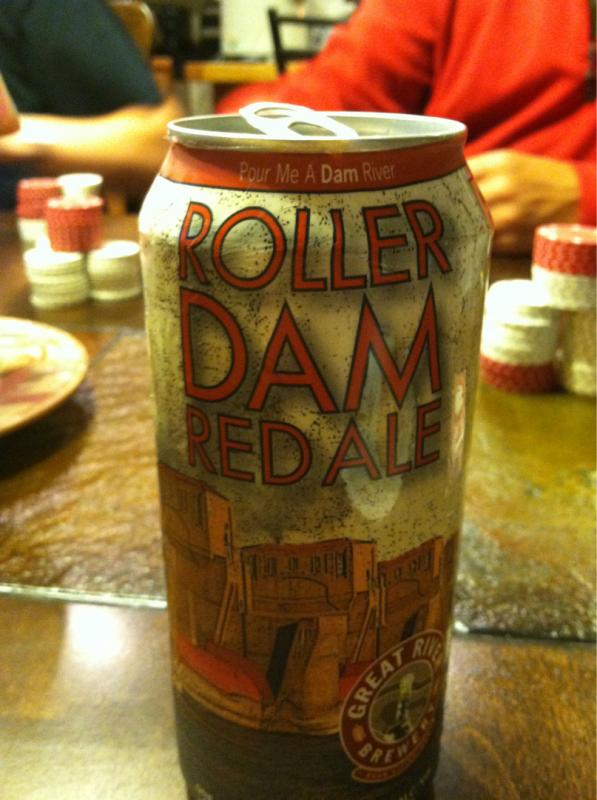 Pour Me A Dam River
ROLLER
DAM
RED ALE
GREAT RIVER
BREWERY